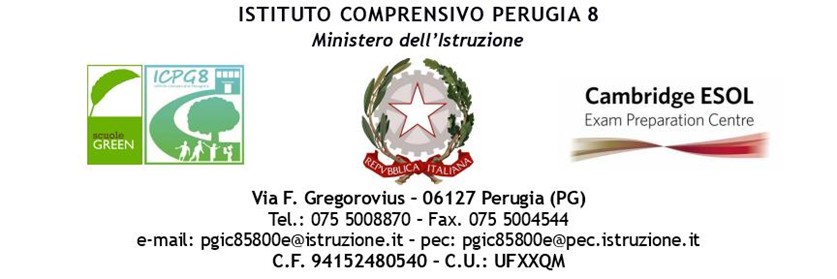 ISTITUTO COMPRENSIVO PERUGIA 8
Ministero dell'Istruzione
scuole
GREEN
ICPG8
Cambridge ESOL
Exam Preparation Centre
REPVBBLICA ITALIANA
Via F. Gregorovius – 06127 Perugia (PG)
Tel.: 075 5008870 – Fax. 075 5004544
e-mail: pgic85800e@istruzione.it – pec: pgic85800e@pec.istruzione.it
C.F. 94152480540 – C.U.: UFXXQM